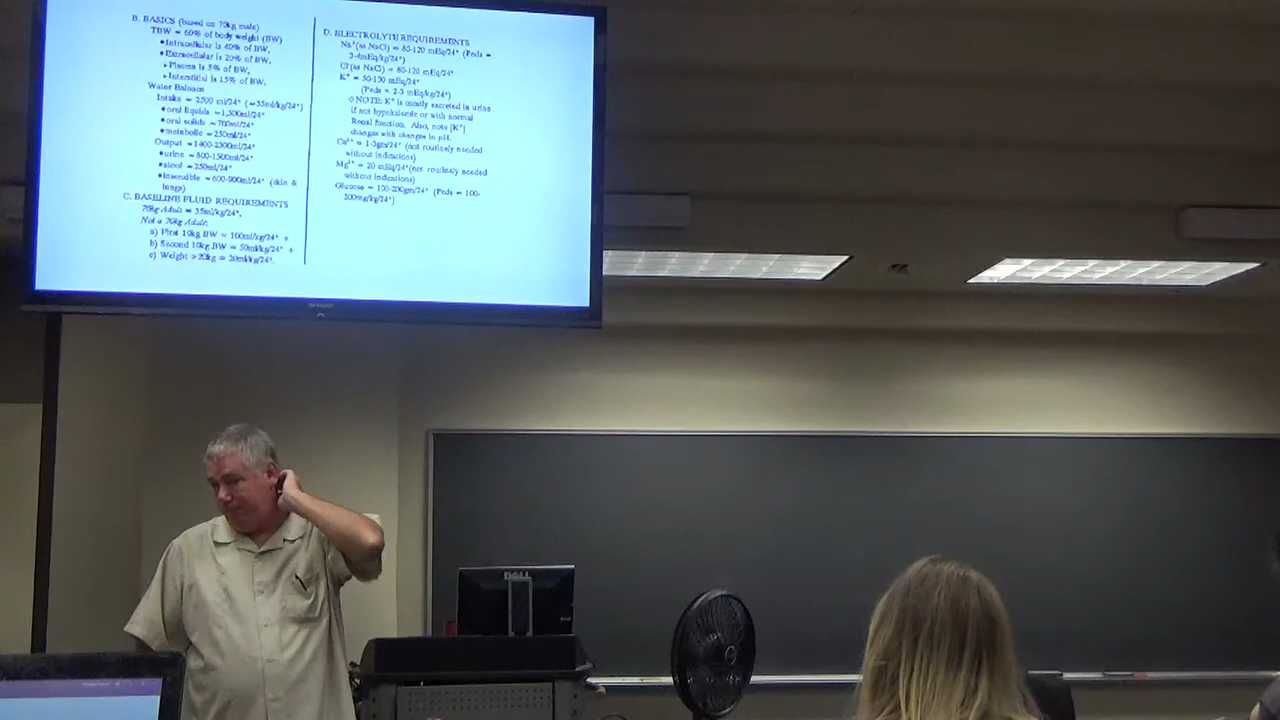 B. BASICS (based on 70kg male)
TBW = 60% of body weight (BW)
•Intracellular is 40% of BW,
•Extracellular is 20% of BW,
▸Plasma is 5% of BW,
▸Interstitial is 15% of BW.
Water Balance
Intake = 2500 ml/24° (≈35ml/kg/24°)
•oral liquids ≈1,500ml/24°
•oral solids ≈700ml/24°
•metabolic ≈250ml/24°
Output ≈1400-2300ml/24°
•urine ≈800-1500ml/24°
•stool ≈250ml/24°
•insensible ≈600-900ml/24° (skin &
lungs)
C. BASELINE FLUID REQUIREMENTS
70kg Adult = 35ml/kg/24°.
Not a 70kg Adult:
a) First 10kg BW = 100ml/kg/24° +
b) Second 10kg BW = 50ml/kg/24° +
c) Weight >20kg = 20ml/kg/24°.
D. ELECTROLYTE REQUIREMENTS
Na⁺(as NaCl) = 80-120 mEq/24° (Peds =
3-4mEq/kg/24°)
Cl⁻(as NaCl) = 80-120 mEq/24°
K⁺ = 50-100 mEq/24°
(Peds = 2-3 mEq/kg/24°)
◇NOTE: K⁺ is mostly excreted in urine
if not hypokalemic or with normal
Renal function. Also, note [K⁺]
changes with changes in pH.
Ca²⁺ = 1-3gm/24° (not routinely needed
without indications)
Mg²⁺ = 20 mEq/24°(not routinely needed
without indications)
Glucose = 100-200gm/24° (Peds = 100-
200mg/kg/24°)
SHARP
DELL